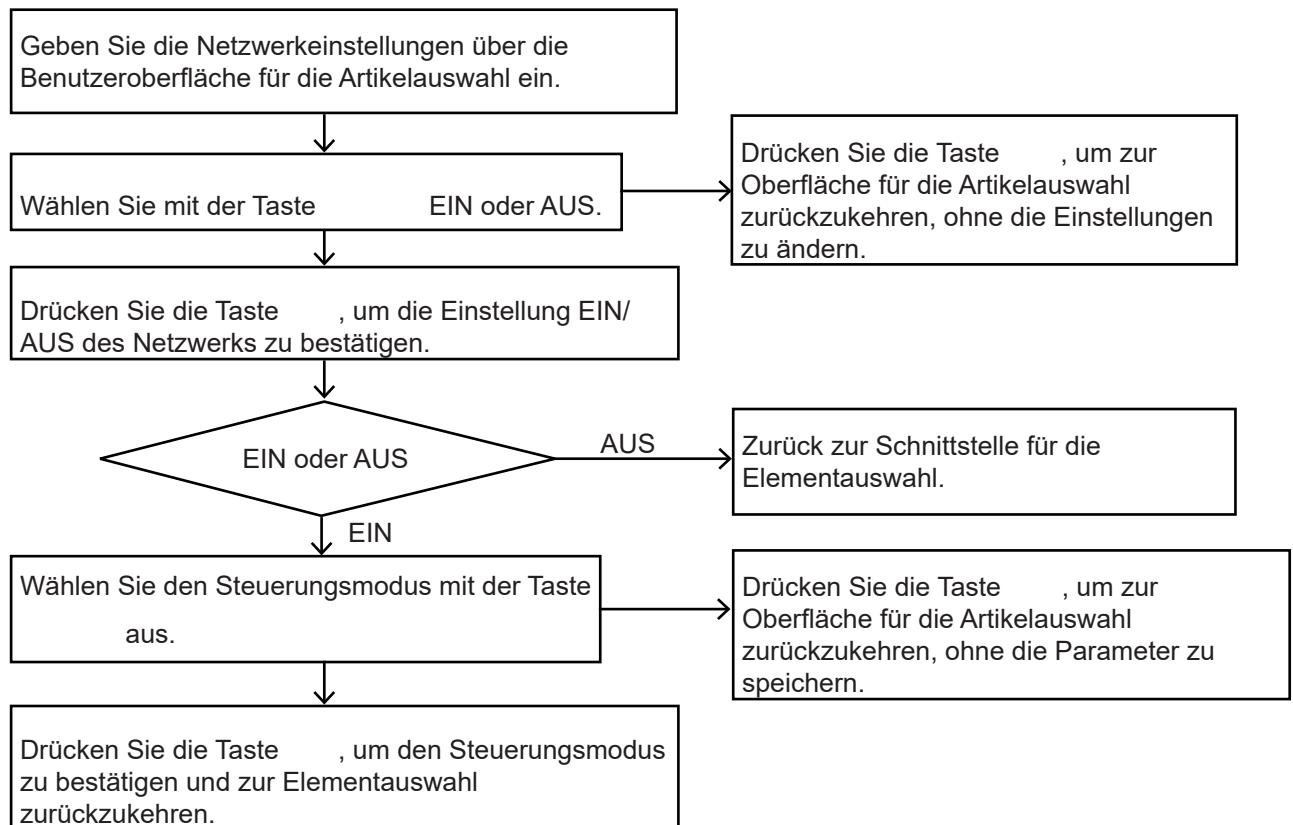 Geben Sie die Netzwerkeinstellungen über die
Benutzeroberfläche für die Artikelauswahl ein.
Wählen Sie mit der Taste EIN oder AUS.
Drücken Sie die Taste , um zur
Oberfläche für die Artikelauswahl
zurückzukehren, ohne die Einstellungen
zu ändern.
Drücken Sie die Taste , um die Einstellung EIN/
AUS des Netzwerks zu bestätigen.
EIN oder AUS
AUS
Zurück zur Schnittstelle für die
Elementauswahl.
EIN
Wählen Sie den Steuerungsmodus mit der Taste
aus.
Drücken Sie die Taste , um zur
Oberfläche für die Artikelauswahl
zurückzukehren, ohne die Parameter zu
speichern.
Drücken Sie die Taste , um den Steuerungsmodus
zu bestätigen und zur Elementauswahl
zurückzukehren.